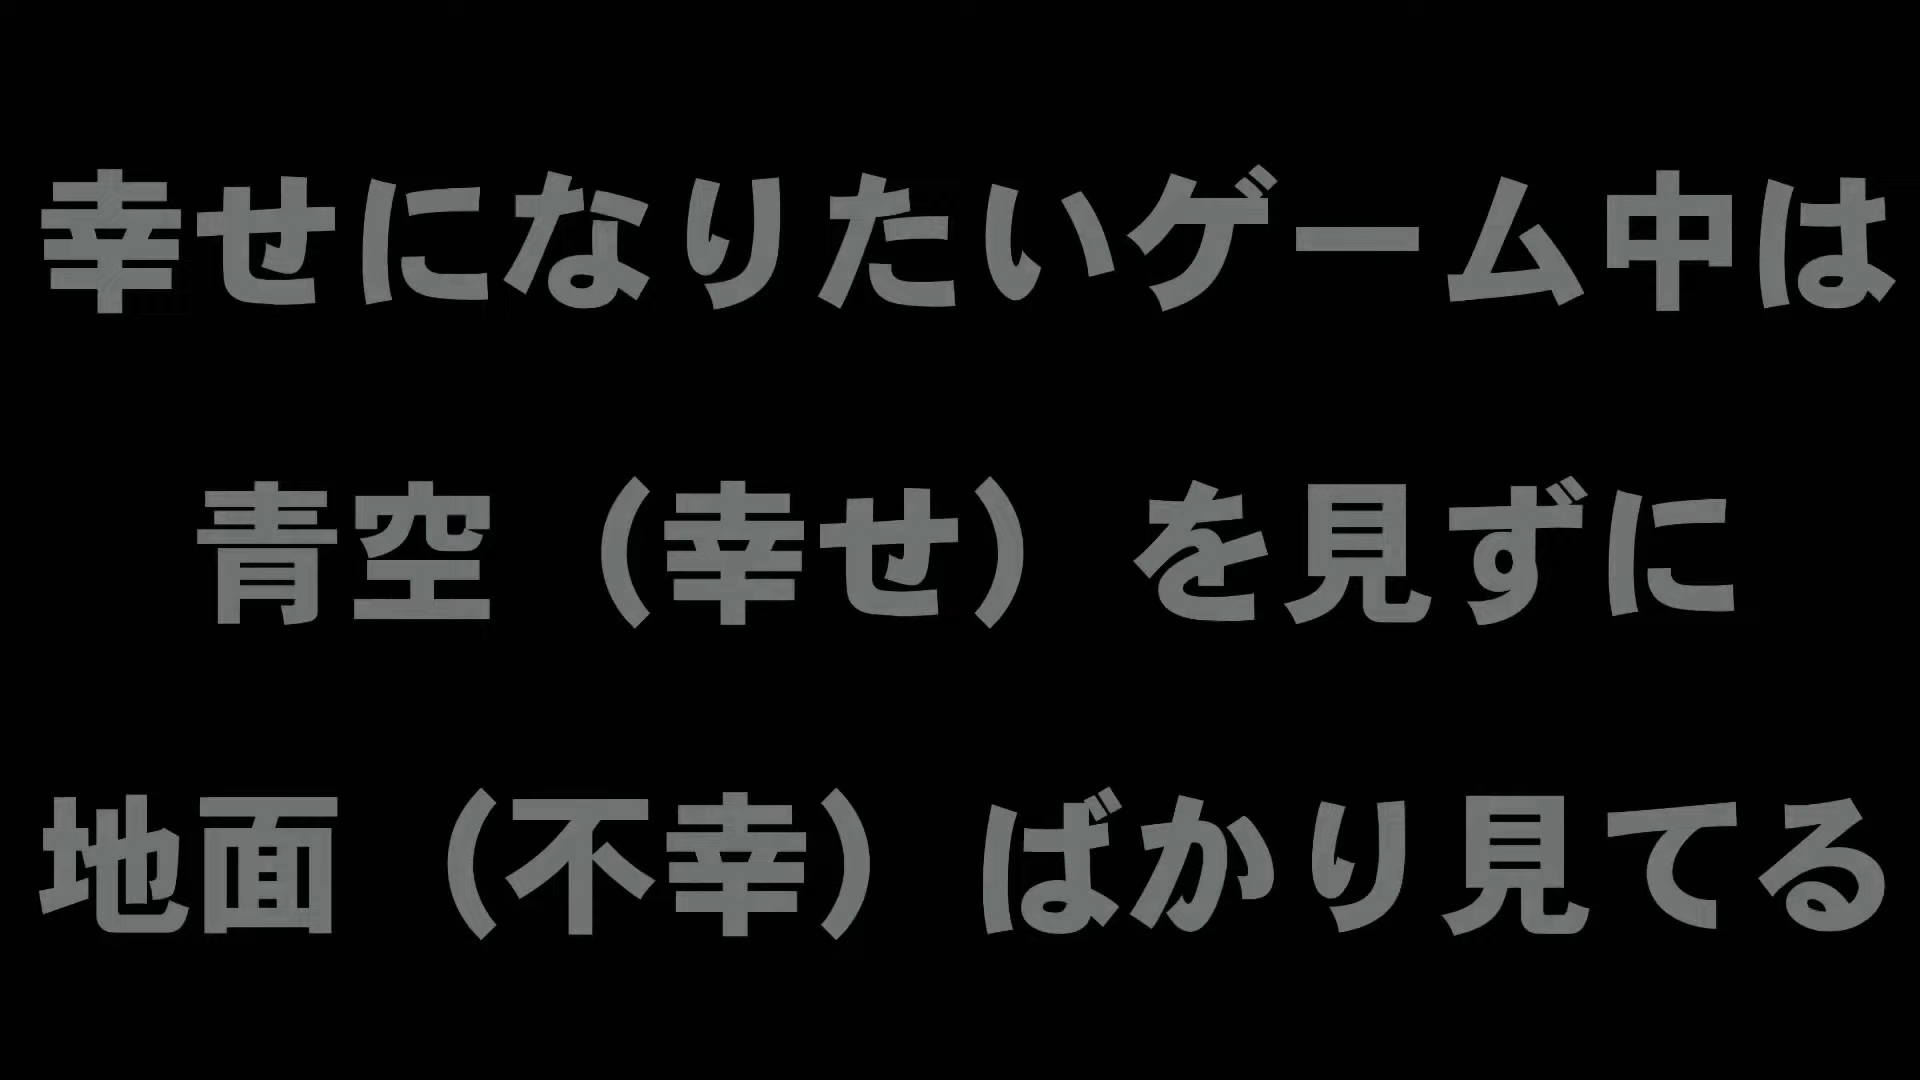 幸せになりたいゲーム中は
青空（幸せ）を見ずに
地面（不幸）ばかり見てる